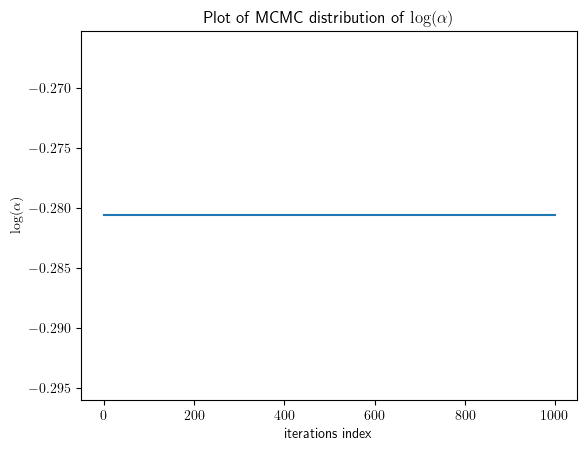 Plot of MCMC distribution of log(α)
−0.270
−0.275
−0.280
−0.285
−0.290
−0.295
log(α)
0 200 400 600 800 1000
iterations index